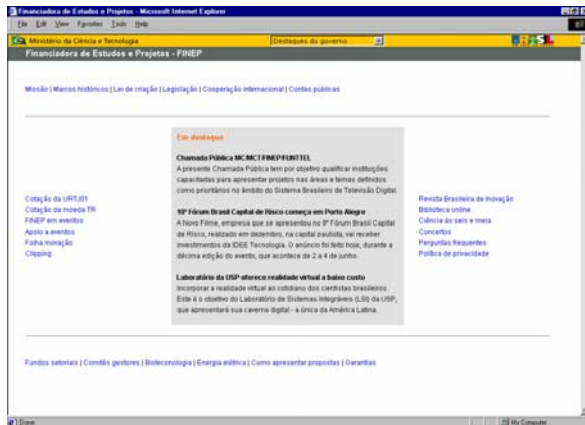 Financiadora de Estudos e Projetos - Microsoft Internet Explorer
File Edit View Favorites Tools Help
Ministério da Ciência e Tecnologia Destaques do governo
Financiadora de Estudos e Projetos - FINEP
Missão | Marcos históricos | Lei de criação | Legislação | Cooperação internacional | Contas públicas
Em destaque
Chamada Pública MC/MCT/FINEP/FUNTTEL
A presente Chamada Pública tem por objetivo qualificar instituições
capacitadas para apresentar projetos nas áreas e temas definidos
como prioritários no âmbito do Sistema Brasileiro de Televisão Digital.
10º Fórum Brasil Capital de Risco começa em Porto Alegre
A Novo Filme, empresa que se apresentou no 9º Fórum Brasil Capital
de Risco, realizado em dezembro, na capital paulista, vai receber
investimentos da IDEE Tecnologia. O anúncio foi feito hoje, durante a
décima edição do evento, que acontece de 2 a 4 de junho.
Laboratório da USP oferece realidade virtual a baixo custo
Incorporar a realidade virtual ao cotidiano dos cientistas brasileiros.
Este é o objetivo do Laboratório de Sistemas Integráveis (LSI) da USP,
que apresentará sua caverna digital - a única da América Latina.
Cotação da URTJ01
Cotação da moeda TR
FINEP em eventos
Apoio a eventos
Folha inovação
Clipping
Revista Brasileira de Inovação
Biblioteca online
Ciência às seis e meia
Concertos
Perguntas frequentes
Política de privacidade
Fundos setoriais | Comitês gestores | Biotecnologia | Energia elétrica | Como apresentar propostas | Garantias
Done My Computer